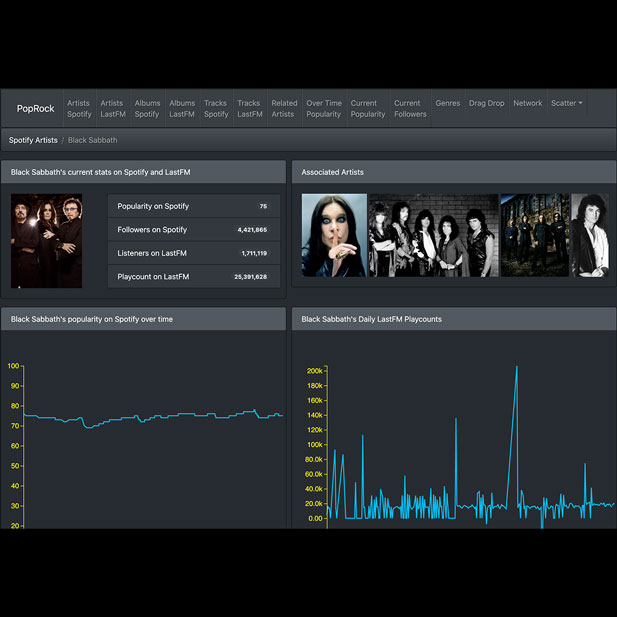 PopRock
Artists Spotify
Artists LastFM
Albums Spotify
Albums LastFM
Tracks Spotify
Tracks LastFM
Related Artists
Over Time Popularity
Current Popularity
Current Followers
Genres
Drag Drop
Network
Scatter
Spotify Artists / Black Sabbath
Black Sabbath's current stats on Spotify and LastFM
Popularity on Spotify 75
Followers on Spotify 4,421,865
Listeners on LastFM 1,711,119
Playcount on LastFM 25,391,628
Associated Artists
Black Sabbath's popularity on Spotify over time
100
90
80
70
60
50
40
30
20
Black Sabbath's Daily LastFM Playcounts
200k
180k
160k
140k
120k
100k
80.0k
60.0k
40.0k
20.0k
0.00